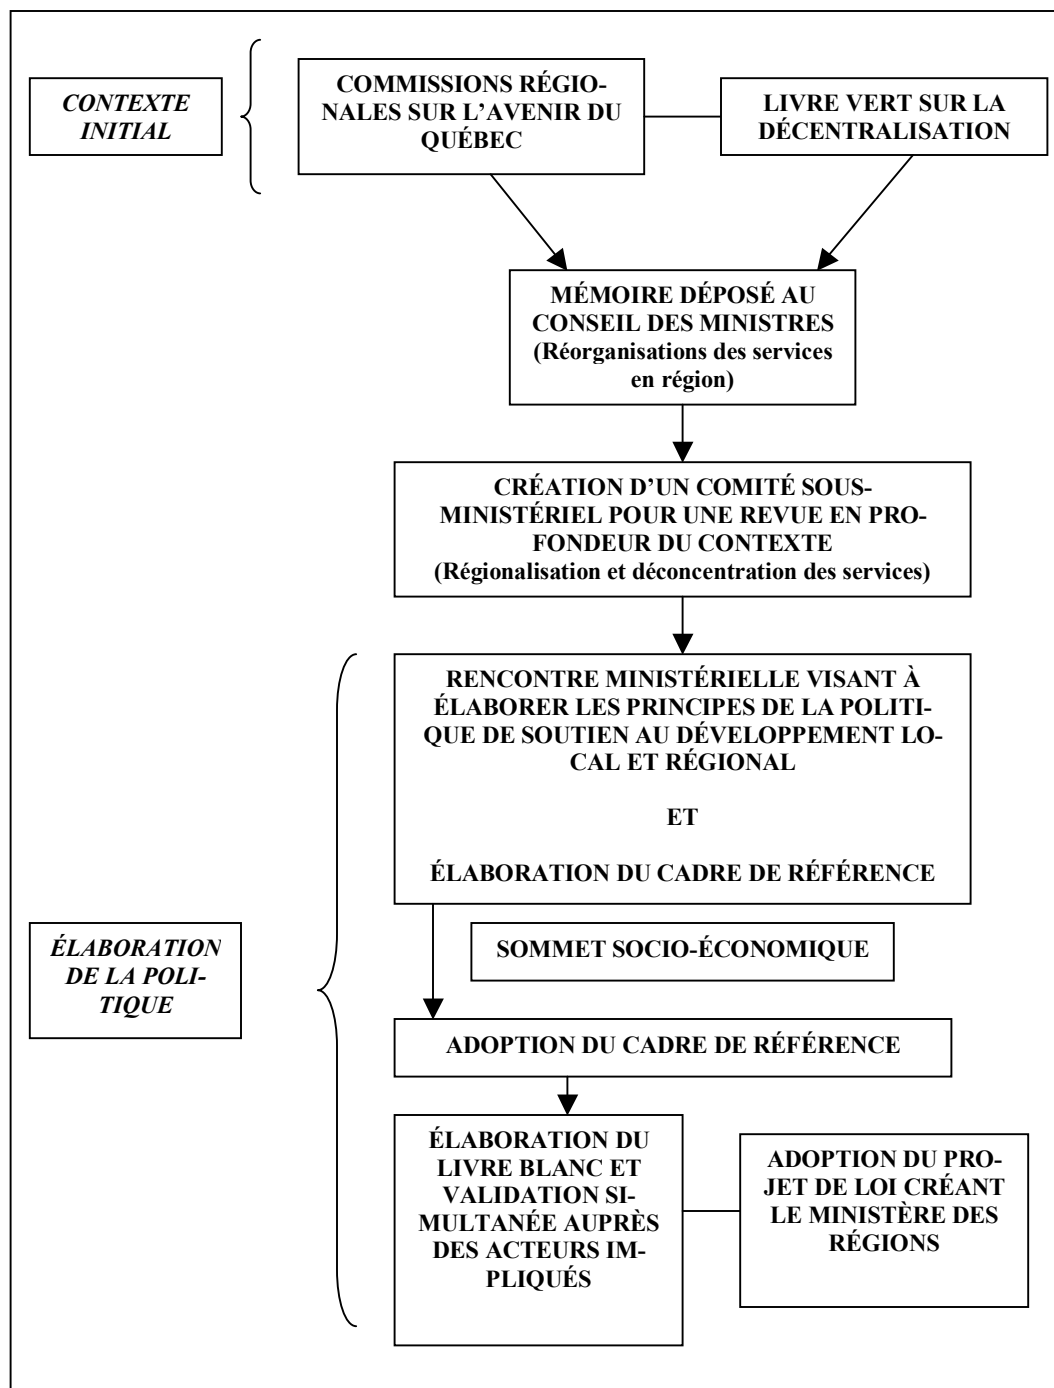 CONTEXTE
INITIAL
COMMISSIONS RÉGIO-
NALES SUR L'AVENIR DU
QUÉBEC
LIVRE VERT SUR LA
DÉCENTRALISATION
MÉMOIRE DÉPOSÉ AU
CONSEIL DES MINISTRES
(Réorganisations des services
en région)
CRÉATION D'UN COMITÉ SOUS-
MINISTÉRIEL POUR UNE REVUE EN PRO-
FONDEUR DU CONTEXTE
(Régionalisation et déconcentration des services)
RENCONTRE MINISTÉRIELLE VISANT À
ÉLABORER LES PRINCIPES DE LA POLITI-
QUE DE SOUTIEN AU DÉVELOPPEMENT LO-
CAL ET RÉGIONAL
ET
ÉLABORATION DU CADRE DE RÉFÉRENCE
ÉLABORATION
DE LA POLI-
TIQUE
SOMMET SOCIO-ÉCONOMIQUE
ADOPTION DU CADRE DE RÉFÉRENCE
ÉLABORATION DU
LIVRE BLANC ET
VALIDATION SI-
MULTANÉE AUPRÈS
DES ACTEURS IM-
PLIQUÉS
ADOPTION DU PRO-
JET DE LOI CRÉANT
LE MINISTÈRE DES
RÉGIONS